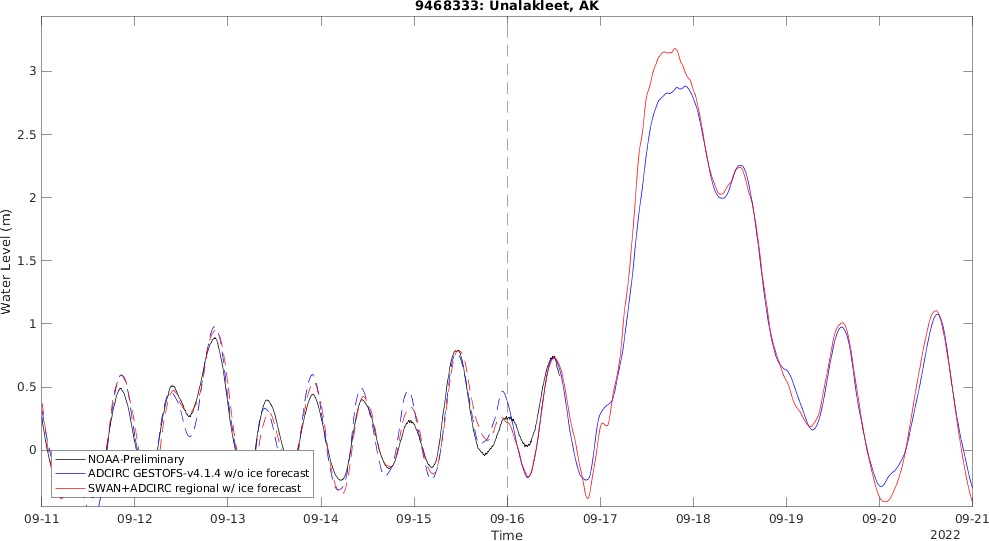 9468333: Unalakleet, AK
3
2.5
2
1.5
1
0.5
0
Water Level (m)
NOAA-Preliminary
ADCIRC GESTOFS-v4.1.4 w/o ice forecast
SWAN+ADCIRC regional w/ ice forecast
09-11 09-12 09-13 09-14 09-15 09-16 09-17 09-18 09-19 09-20 09-21
Time
2022